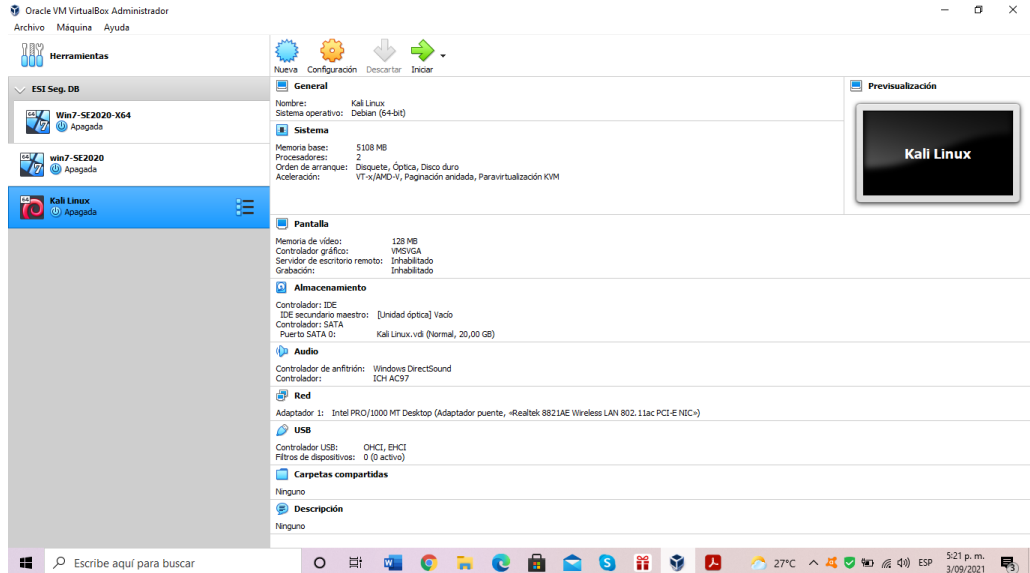 Oracle VM VirtualBox Administrador
Archivo Máquina Ayuda
Herramientas
ESI Seg. DB
64
Win7-SE2020-X64
Apagada
64
win7-SE2020
Apagada
64
Kali Linux
Apagada
Nueva Configuración Descartar Iniciar
General
Nombre: Kali Linux
Sistema operativo: Debian (64-bit)
Sistema
Memoria base: 5108 MB
Procesadores: 2
Orden de arranque: Disquete, Óptica, Disco duro
Aceleración: VT-x/AMD-V, Paginación anidada, Paravirtualización KVM
Previsualización
Kali Linux
Pantalla
Memoria de vídeo: 128 MB
Controlador gráfico: VMSVGA
Servidor de escritorio remoto: Inhabilitado
Grabación: Inhabilitado
Almacenamiento
Controlador: IDE
IDE secundario maestro: [Unidad óptica] Vacío
Controlador: SATA
Puerto SATA 0: Kali Linux.vdi (Normal, 20,00 GB)
Audio
Controlador de anfitrión: Windows DirectSound
Controlador: ICH AC97
Red
Adaptador 1: Intel PRO/1000 MT Desktop (Adaptador puente, «Realtek 8821AE Wireless LAN 802.11ac PCI-E NIC»)
USB
Controlador USB: OHCI, EHCI
Filtros de dispositivos: 0 (0 activo)
Carpetas compartidas
Ninguno
Descripción
Ninguno
Escribe aquí para buscar
27°C
ESP
5:21 p. m.
3/09/2021
3